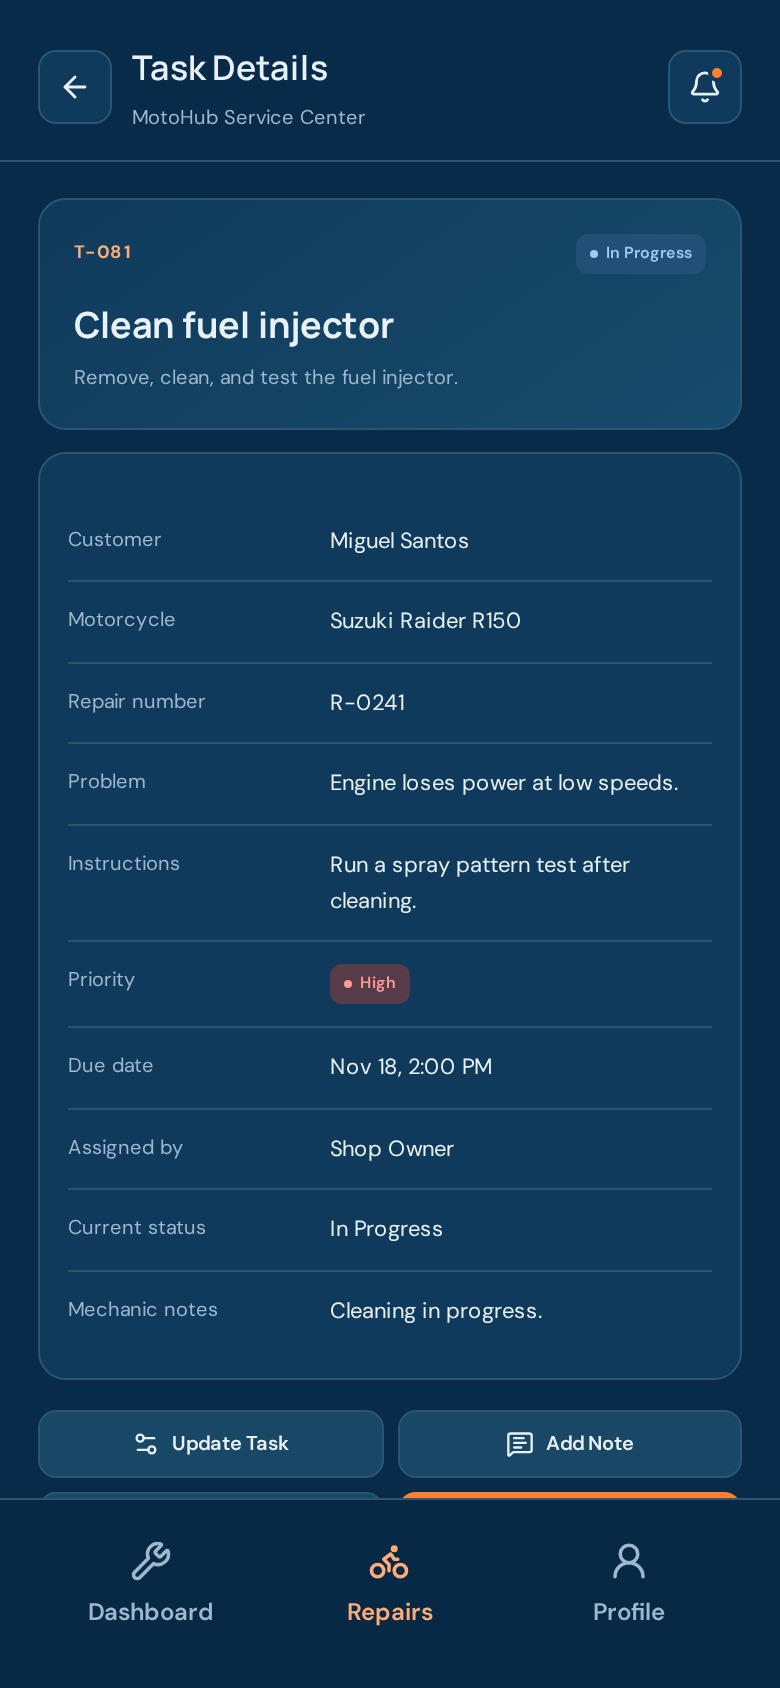 Task Details
MotoHub Service Center
T-081
In Progress
Clean fuel injector
Remove, clean, and test the fuel injector.
Customer
Miguel Santos
Motorcycle
Suzuki Raider R150
Repair number
R-0241
Problem
Engine loses power at low speeds.
Instructions
Run a spray pattern test after
cleaning.
Priority
High
Due date
Nov 18, 2:00 PM
Assigned by
Shop Owner
Current status
In Progress
Mechanic notes
Cleaning in progress.
Update Task
Add Note
Dashboard
Repairs
Profile